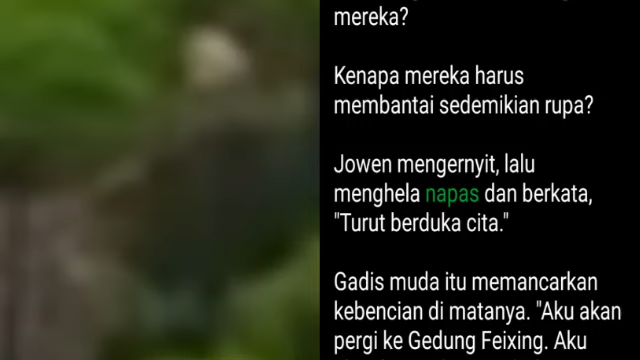 mereka?
Kenapa mereka harus
membantai sedemikian rupa?
Jowen mengernyit, lalu
menghela napas dan berkata,
"Turut berduka cita."
Gadis muda itu memancarkan
kebencian di matanya. "Aku akan
pergi ke Gedung Feixing. Aku